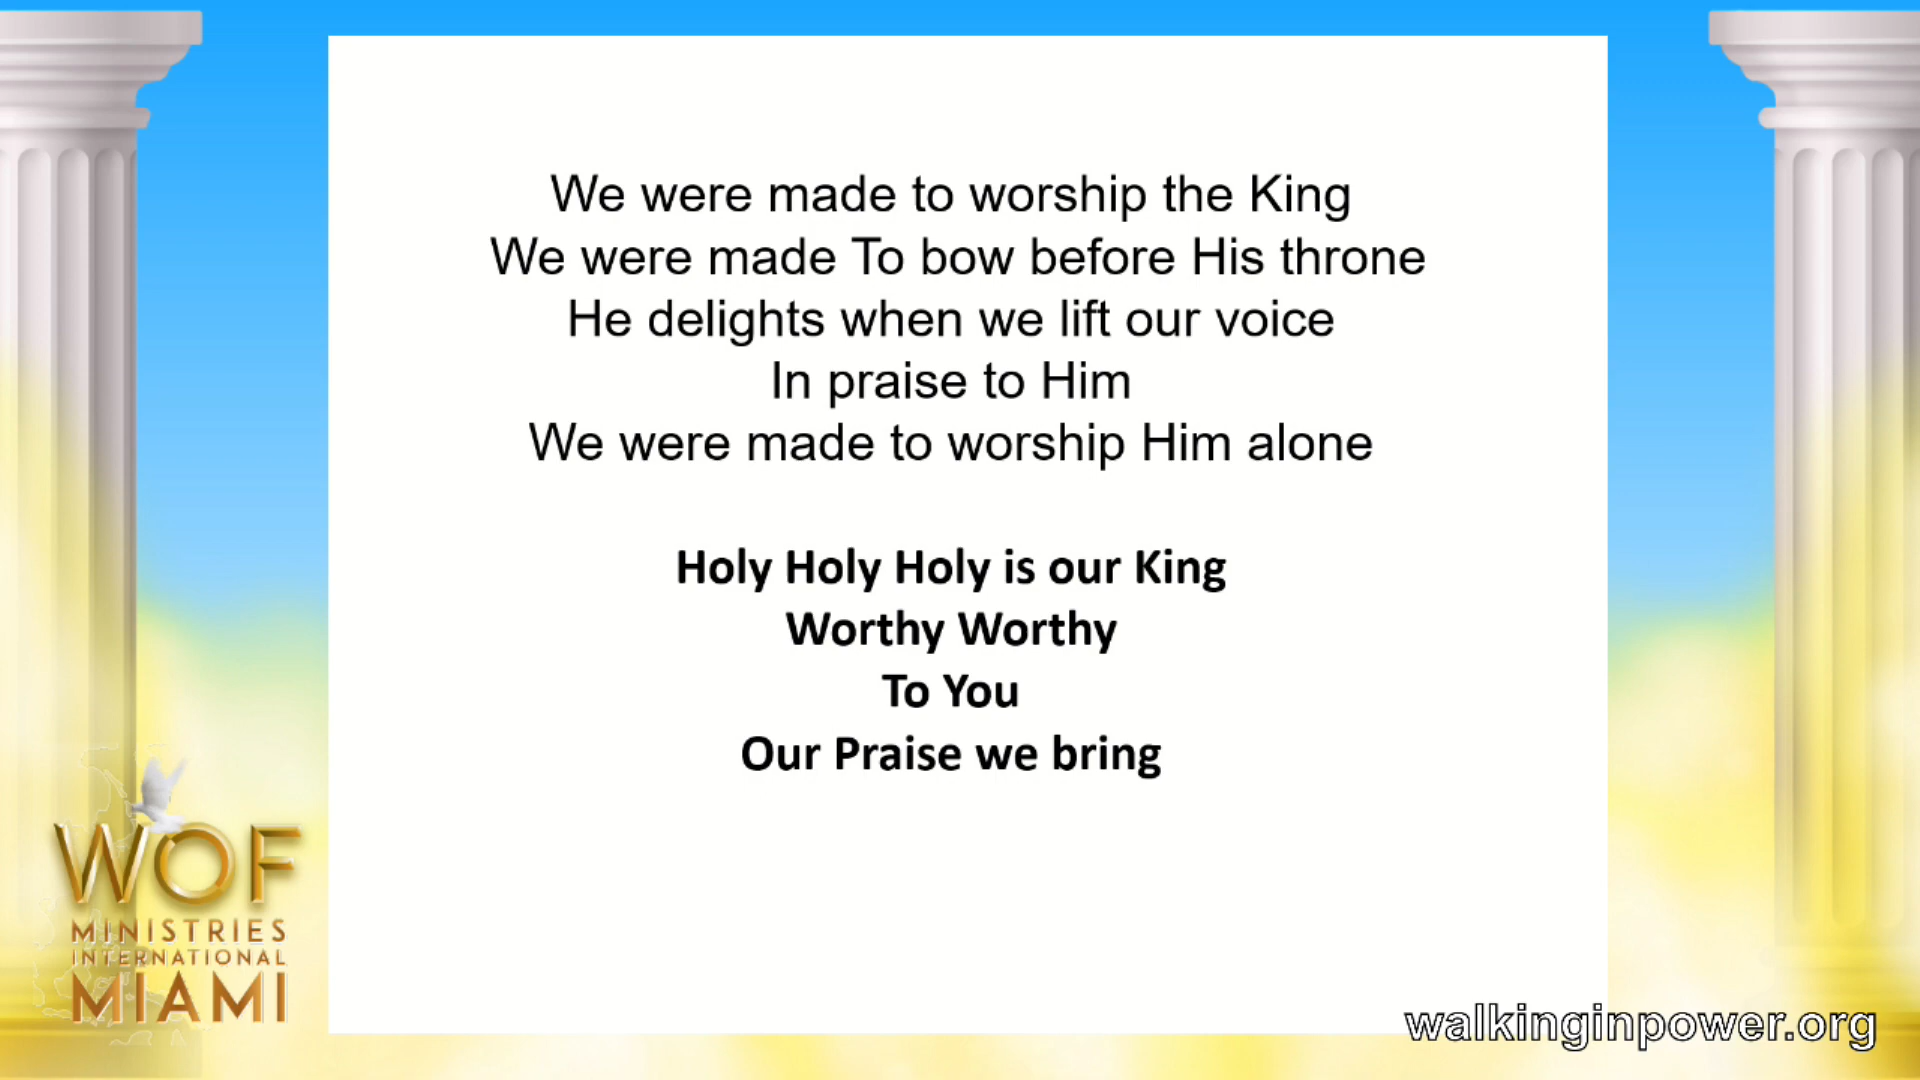 We were made to worship the King
We were made To bow before His throne
He delights when we lift our voice
In praise to Him
We were made to worship Him alone
Holy Holy Holy is our King
Worthy Worthy
To You
Our Praise we bring
WOF
MINISTRIES
INTERNATIONAL
MIAMI
walkinginpower.org